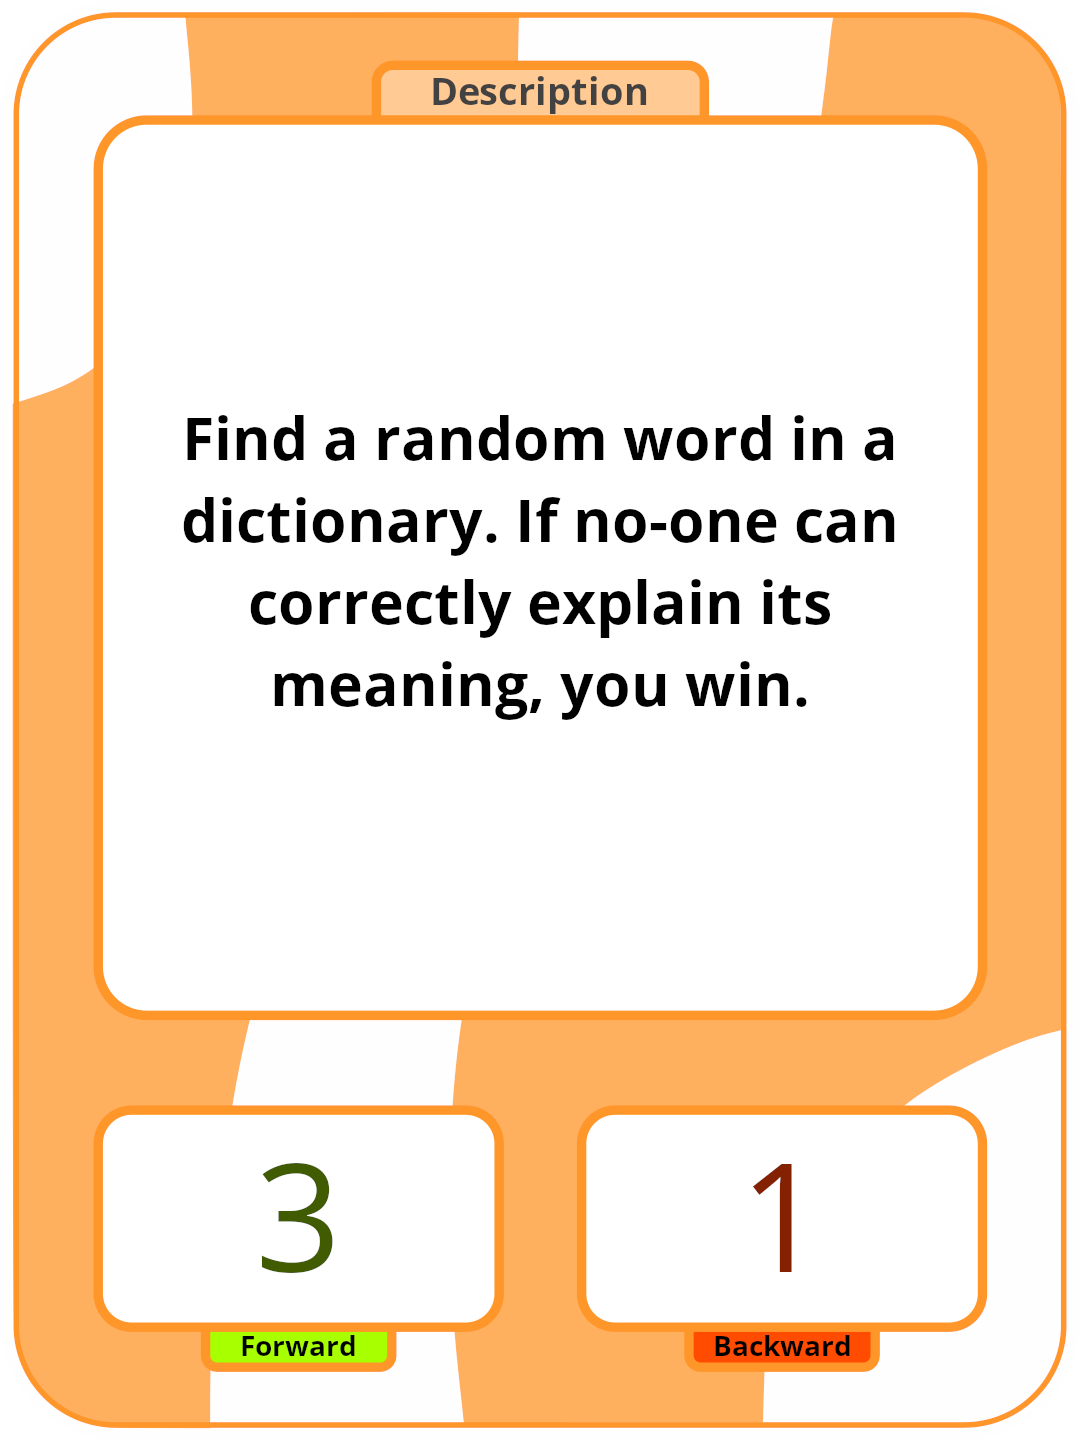 Description
Find a random word in a
dictionary. If no-one can
correctly explain its
meaning, you win.
3
1
Forward
Backward